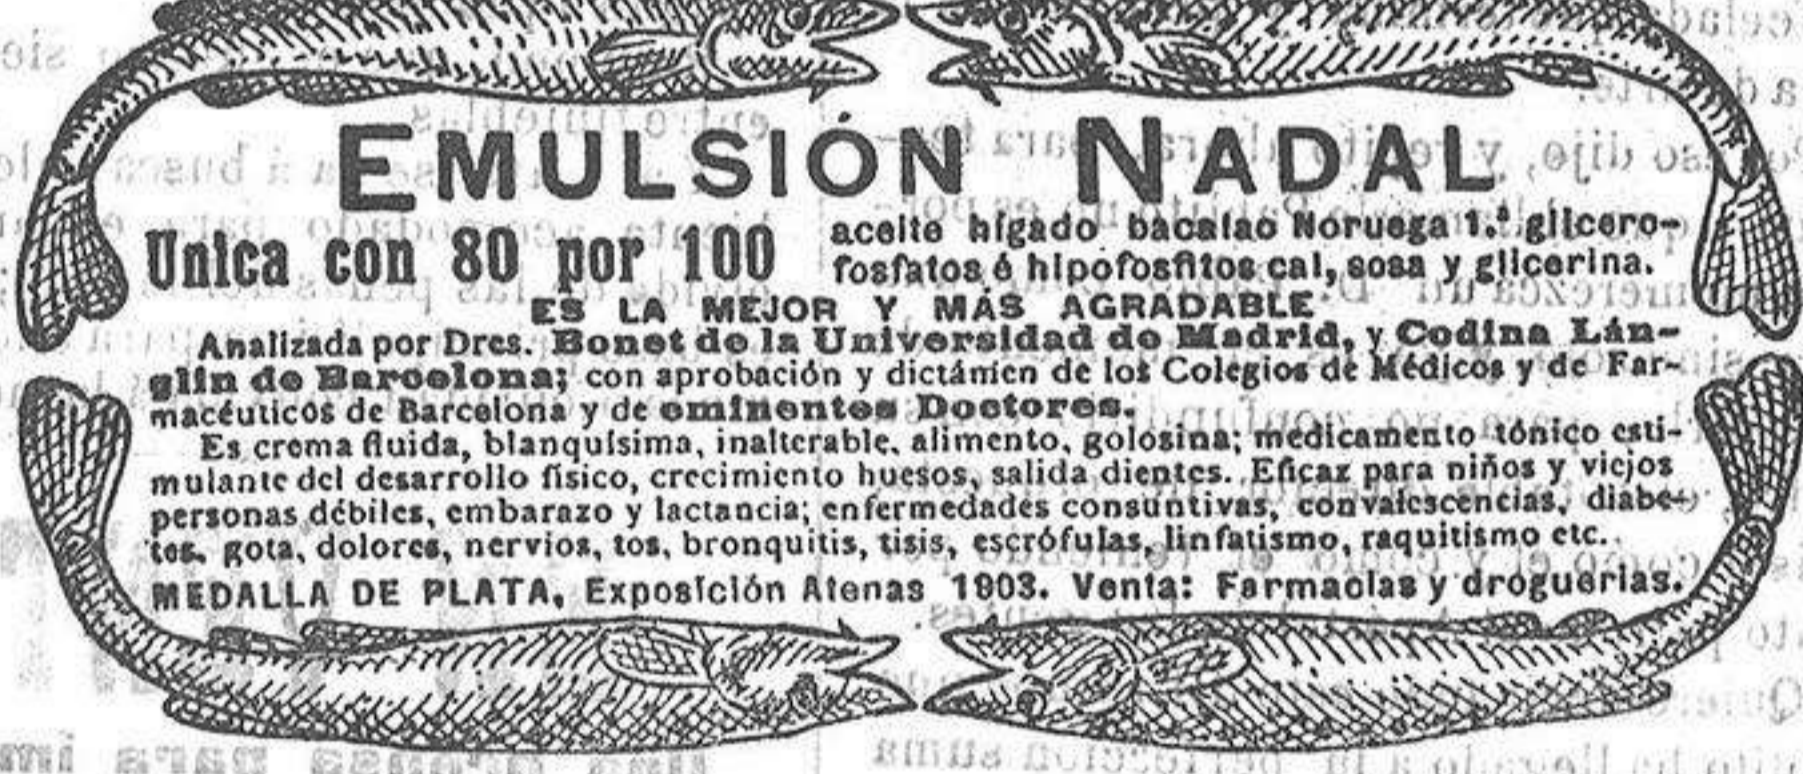 EMULSIÓN NADAL
Unica con 80 por 100
aceite hígado bacalao Noruega 1.ª glicero-
fosfatos é hipofosfitos cal, sosa y glicerina.
ES LA MEJOR Y MÁS AGRADABLE
Analizada por Dres. Bonet de la Universidad de Madrid, y Codina Lán-
glin de Barcelona; con aprobación y dictámen de los Colegios de Médicos y de Far-
macéuticos de Barcelona y de eminentes Doctores.
Es crema fluida, blanquísima, inalterable, alimento, golosina; medicamento tónico esti-
mulante del desarrollo físico, crecimiento huesos, salida dientes. Eficaz para niños y viejos
personas débiles, embarazo y lactancia; enfermedades consuntivas, convalescencias, diabe-
tes, gota, dolores, nervios, tos, bronquitis, tisis, escrófulas, linfatismo, raquitismo etc.
MEDALLA DE PLATA, Exposición Atenas 1903. Venta: Farmacias y droguerias.